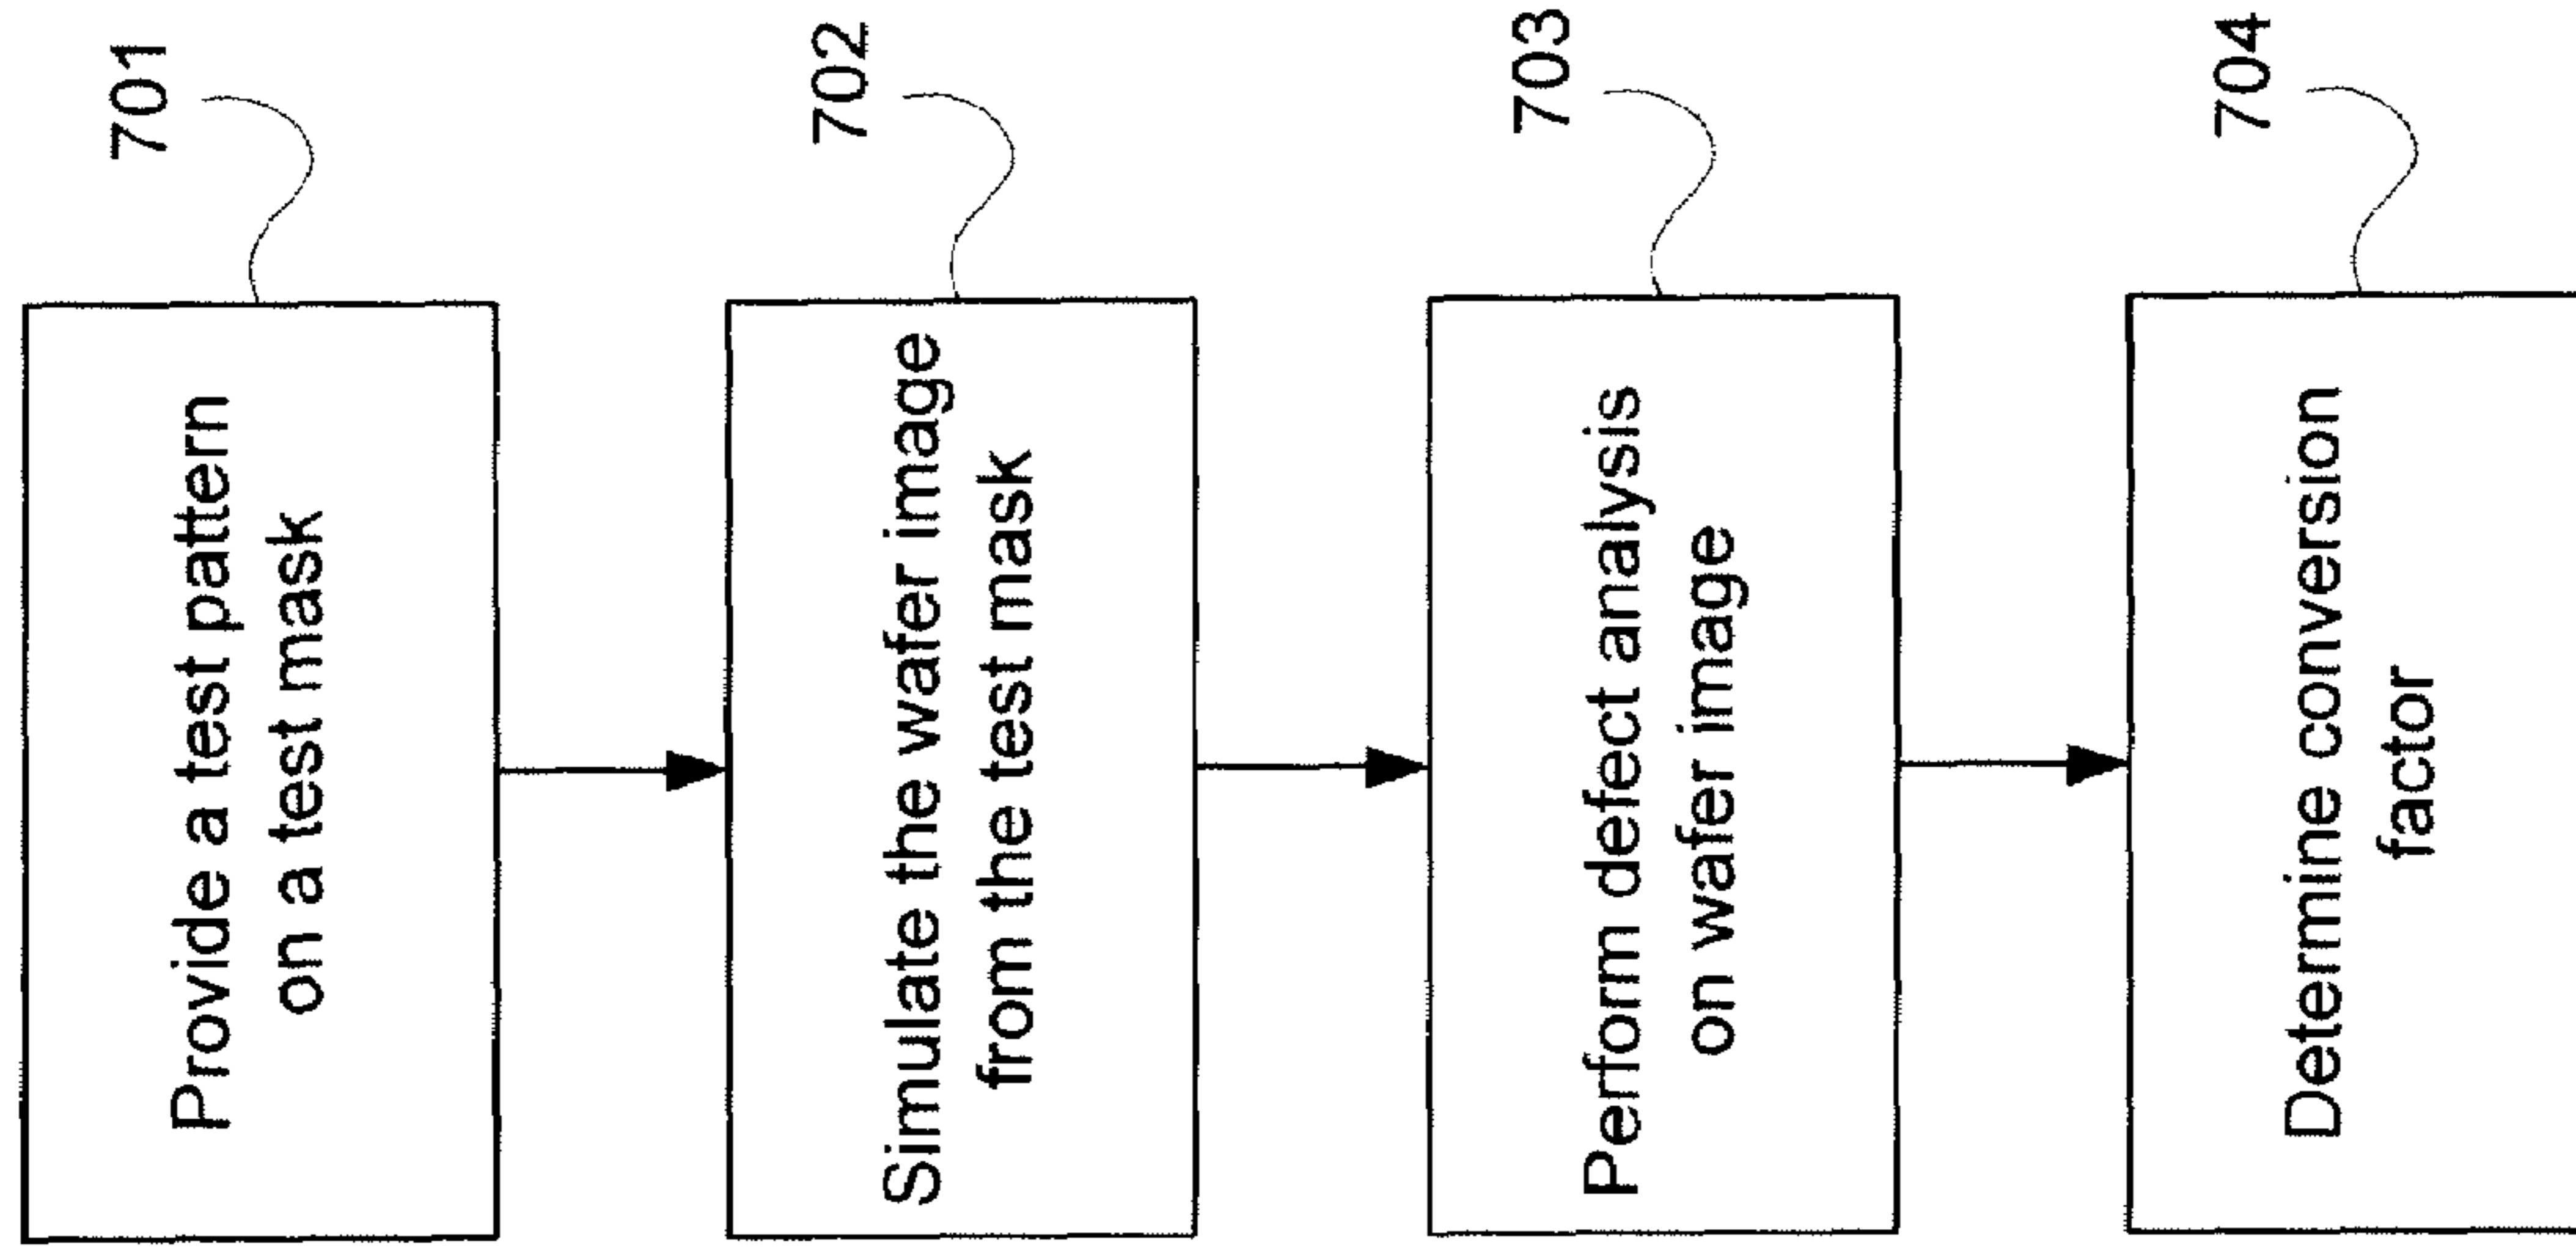 701
Provide a test pattern
on a test mask
702
Simulate the wafer image
from the test mask
703
Perform defect analysis
on wafer image
704
Determine conversion
factor